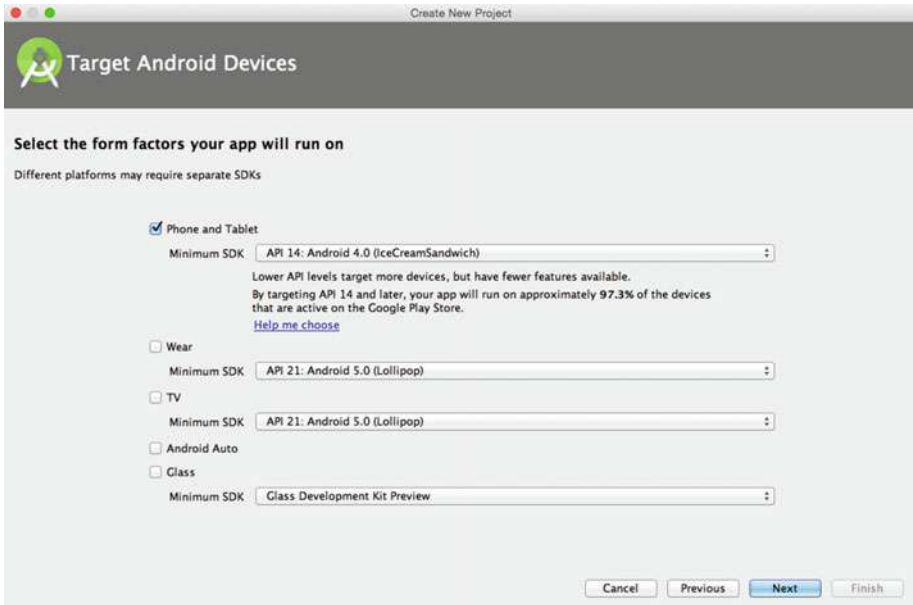 Create New Project
Target Android Devices
Select the form factors your app will run on
Different platforms may require separate SDKs
Phone and Tablet
Minimum SDK API 14: Android 4.0 (IceCreamSandwich)
Lower API levels target more devices, but have fewer features available.
By targeting API 14 and later, your app will run on approximately 97.3% of the devices
that are active on the Google Play Store.
Help me choose
Wear
Minimum SDK API 21: Android 5.0 (Lollipop)
TV
Minimum SDK API 21: Android 5.0 (Lollipop)
Android Auto
Glass
Minimum SDK Glass Development Kit Preview
Cancel Previous Next Finish